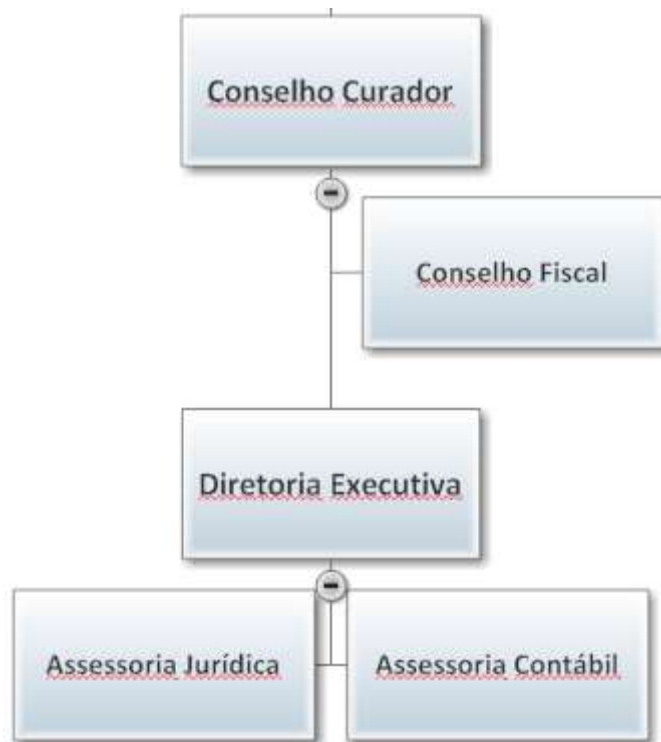 Conselho Curador
Conselho Fiscal
Diretoria Executiva
Assessoria Jurídica
Assessoria Contábil